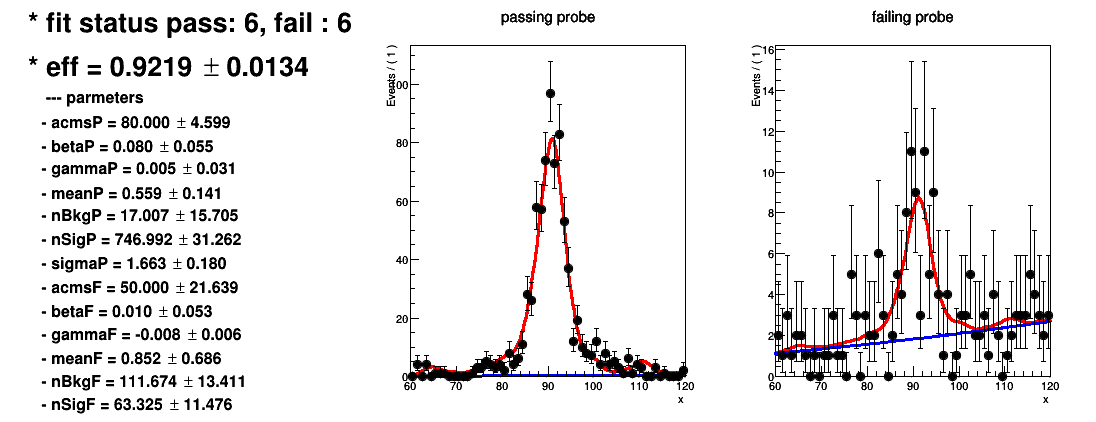 * fit status pass: 6, fail : 6
* eff = 0.9219 ± 0.0134
--- parmeters
- acmsP = 80.000 ± 4.599
- betaP = 0.080 ± 0.055
- gammaP = 0.005 ± 0.031
- meanP = 0.559 ± 0.141
- nBkgP = 17.007 ± 15.705
- nSigP = 746.992 ± 31.262
- sigmaP = 1.663 ± 0.180
- acmsF = 50.000 ± 21.639
- betaF = 0.010 ± 0.053
- gammaF = -0.008 ± 0.006
- meanF = 0.852 ± 0.686
- nBkgF = 111.674 ± 13.411
- nSigF = 63.325 ± 11.476
passing probe
Events / ( 1 )
100
80
60
40
20
0
60 70 80 90 100 110 120
x
failing probe
Events / ( 1 )
16
14
12
10
8
6
4
2
0
60 70 80 90 100 110 120
x